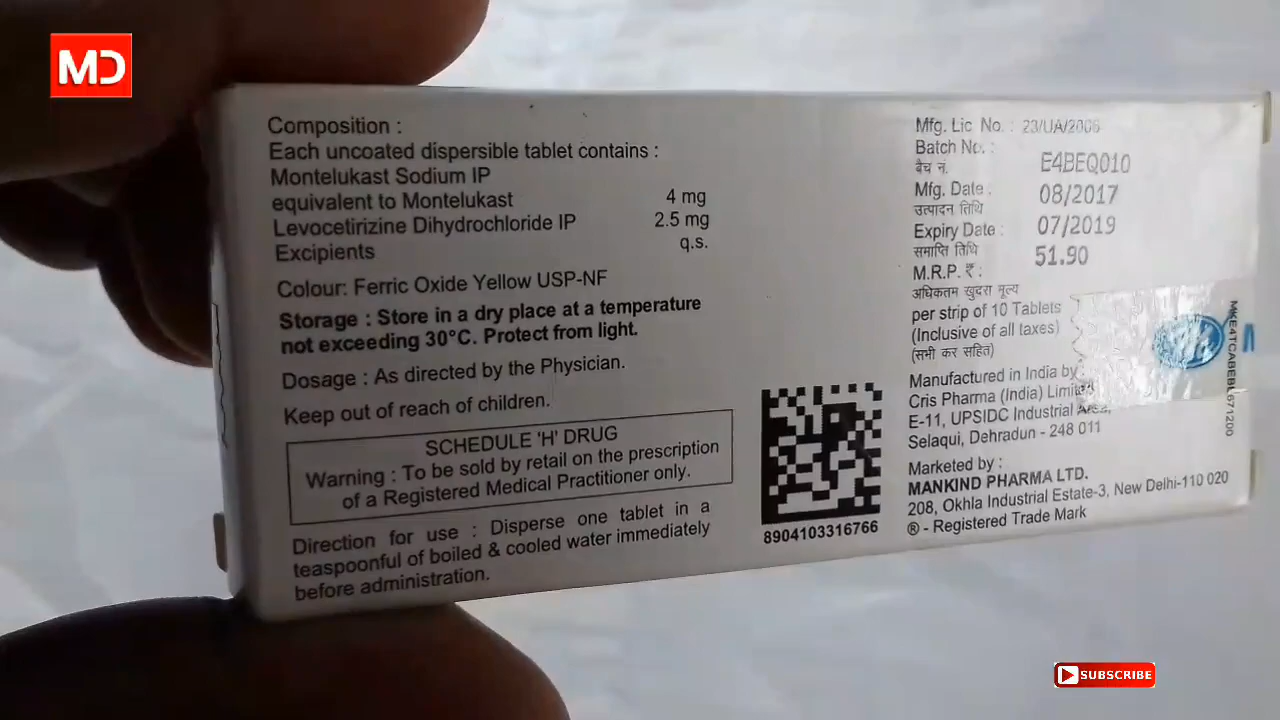 MD
Composition :
Each uncoated dispersible tablet contains :
Montelukast Sodium IP
equivalent to Montelukast 4 mg
Levocetirizine Dihydrochloride IP 2.5 mg
Excipients q.s.
Colour: Ferric Oxide Yellow USP-NF
Storage : Store in a dry place at a temperature
not exceeding 30°C. Protect from light.
Dosage : As directed by the Physician.
Keep out of reach of children.
SCHEDULE 'H' DRUG
Warning : To be sold by retail on the prescription
of a Registered Medical Practitioner only.
Direction for use : Disperse one tablet in a
teaspoonful of boiled & cooled water immediately
before administration.
8904103316766
Mfg. Lic No. : 23/UA/2006
Batch No. : E4BEQ010
बैच न.
Mfg. Date : 08/2017
उत्पादन तिथि
Expiry Date : 07/2019
समाप्ति तिथि
M.R.P. ₹ : 51.90
अधिकतम खुदरा मूल्य
per strip of 10 Tablets
(Inclusive of all taxes)
(सभी कर सहित)
Manufactured in India by :
Cris Pharma (India) Limited
E-11, UPSIDC Industrial Area,
Selaqui, Dehradun - 248 011
Marketed by :
MANKIND PHARMA LTD.
208, Okhla Industrial Estate-3, New Delhi-110 020
® - Registered Trade Mark
SUBSCRIBE